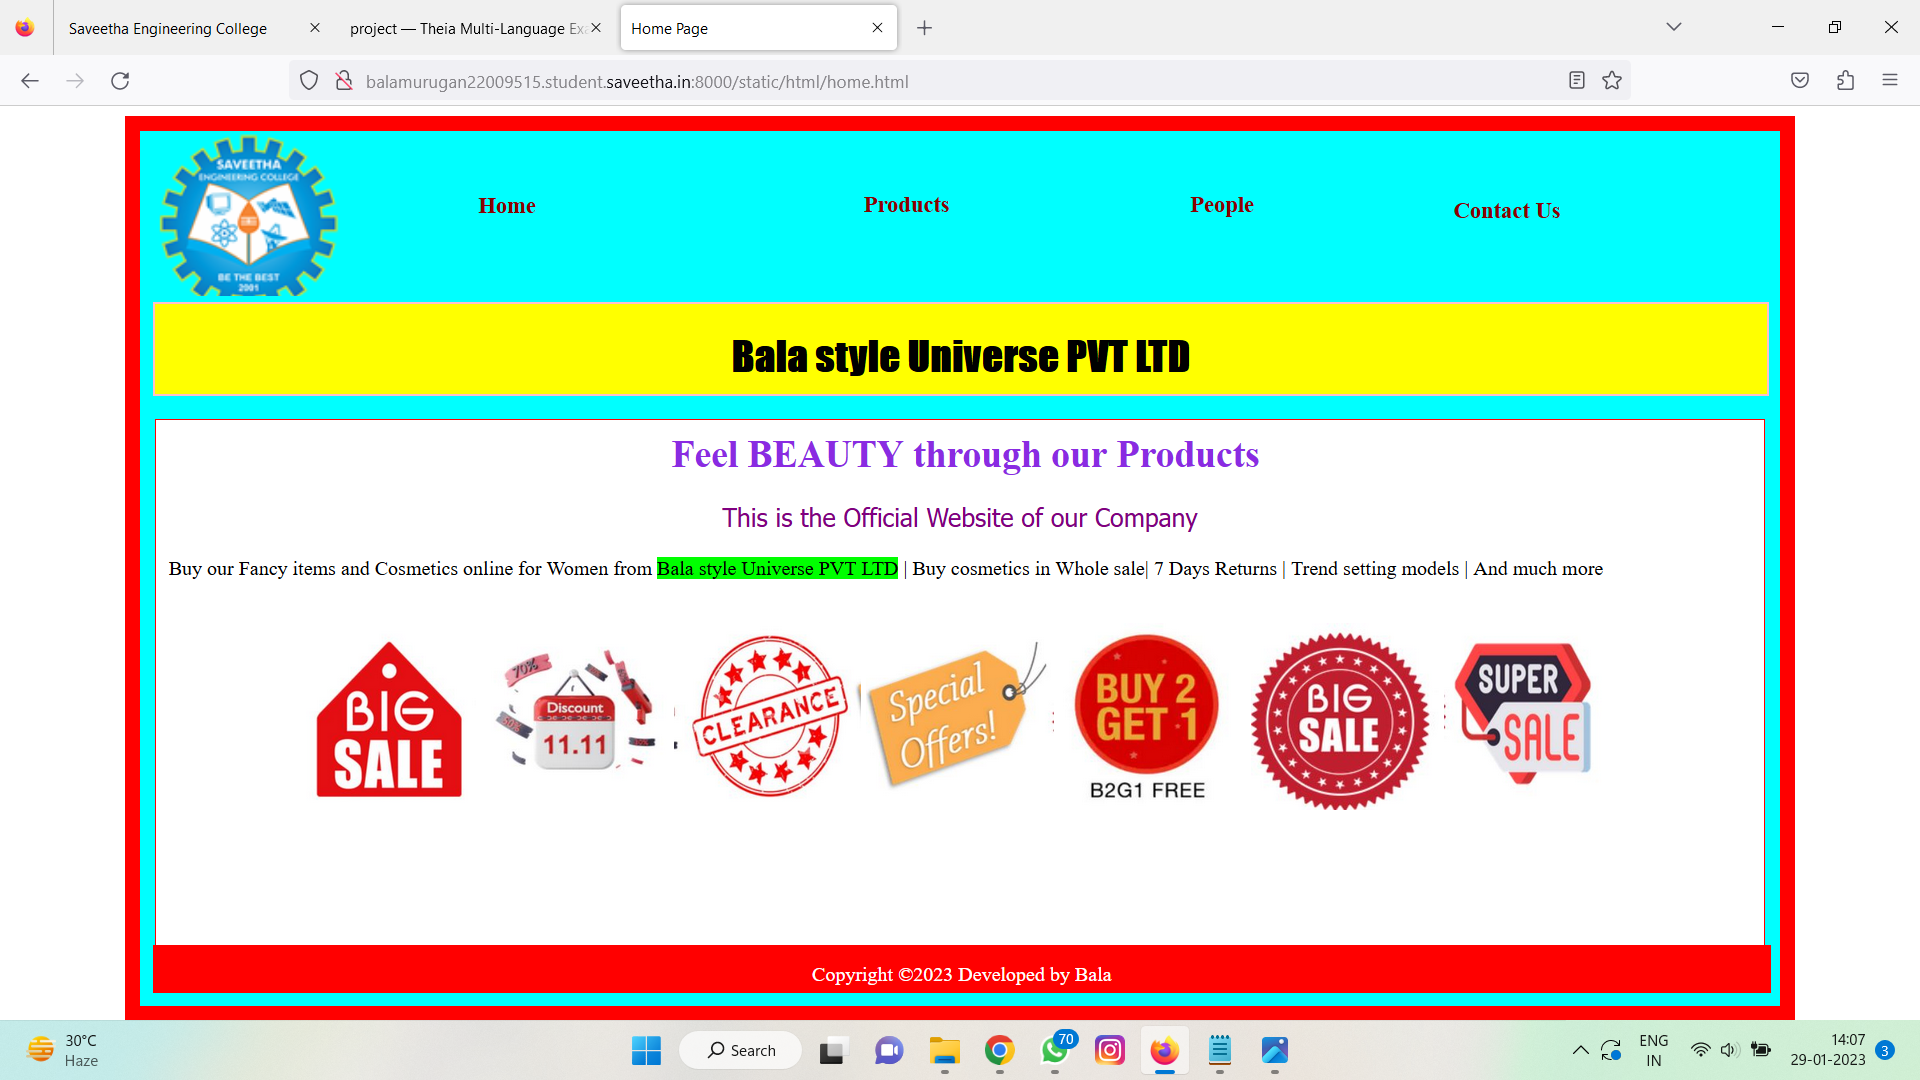 Saveetha Engineering College
project — Theia Multi-Language Exa
Home Page
balamurugan22009515.student.saveetha.in:8000/static/html/home.html
SAVEETHA
ENGINEERING COLLEGE
BE THE BEST
2001
Home
Products
People
Contact Us
Bala style Universe PVT LTD
Feel BEAUTY through our Products
This is the Official Website of our Company
Buy our Fancy items and Cosmetics online for Women from Bala style Universe PVT LTD | Buy cosmetics in Whole sale| 7 Days Returns | Trend setting models | And much more
BIG
SALE
70%
50%
Discount
11.11
CLEARANCE
Special
Offers!
BUY 2
GET 1
B2G1 FREE
BIG
SALE
SUPER
SALE
Copyright ©2023 Developed by Bala
30°C
Haze
Search
70
ENG
IN
14:07
29-01-2023
3